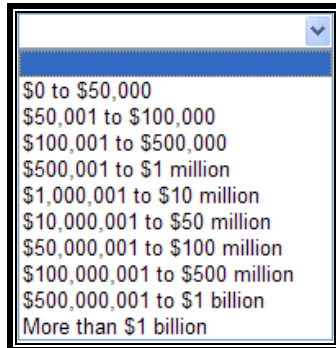 $0 to $50,000
$50,001 to $100,000
$100,001 to $500,000
$500,001 to $1 million
$1,000,001 to $10 million
$10,000,001 to $50 million
$50,000,001 to $100 million
$100,000,001 to $500 million
$500,000,001 to $1 billion
More than $1 billion